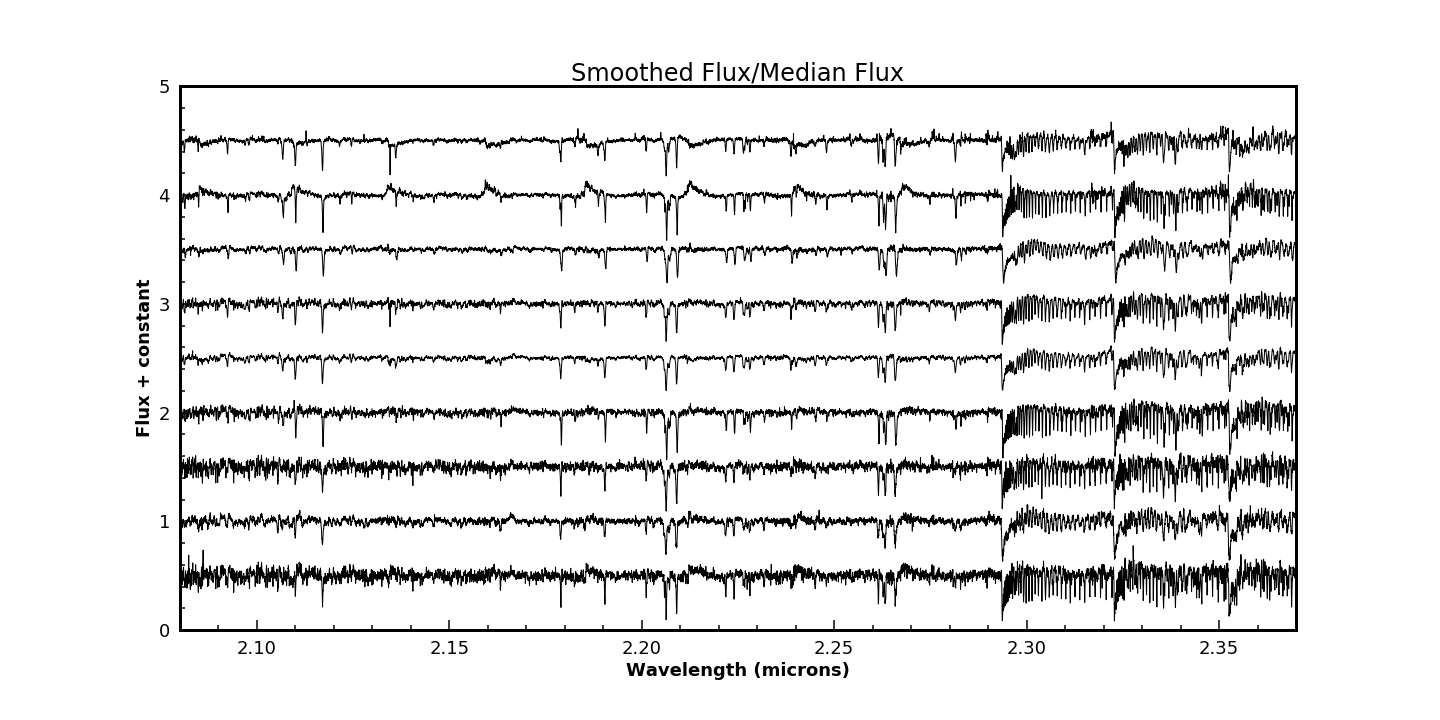 Smoothed Flux/Median Flux
5
4
3
2
1
0
Flux + constant
2.10 2.15 2.20 2.25 2.30 2.35
Wavelength (microns)